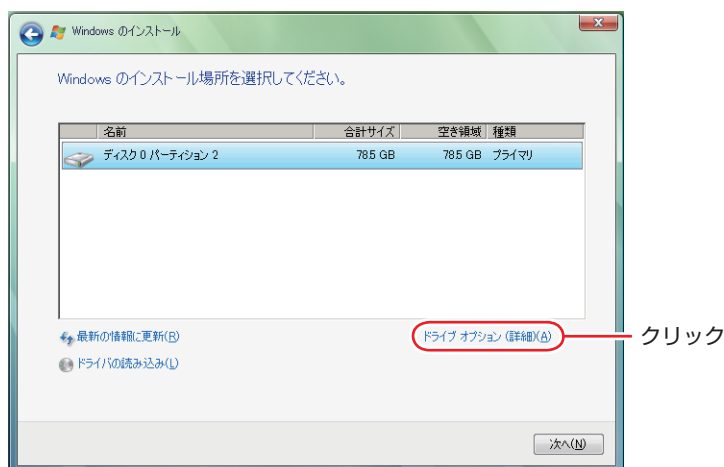 Windows のインストール
Windows のインストール場所を選択してください。
名前 合計サイズ 空き領域 種類
ディスク 0 パーティション 2 78.5 GB 78.5 GB プライマリ
最新の情報に更新(R) ドライブ オプション (詳細)(A) クリック
ドライバの読み込み(L)
次へ(N)